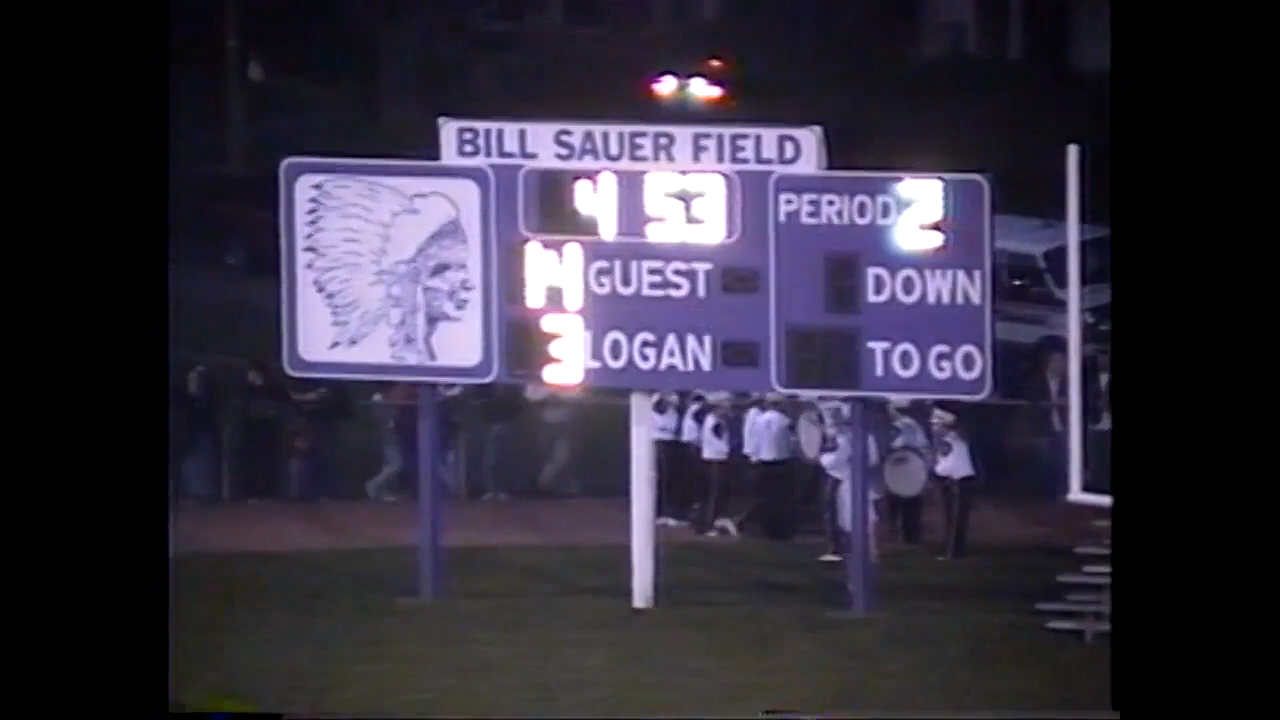 BILL SAUER FIELD
4 53
PERIOD 2
14 GUEST
DOWN
3 LOGAN
TO GO